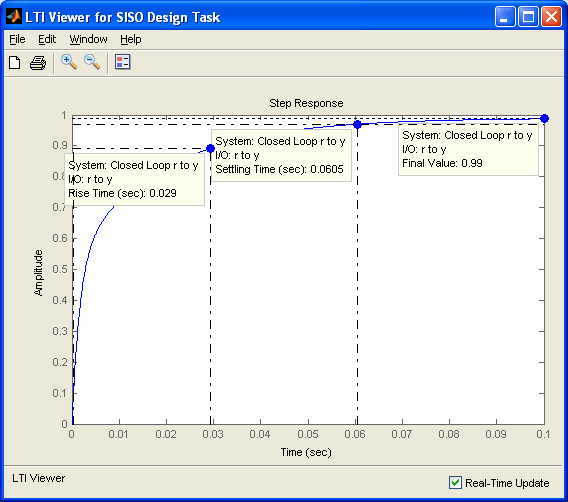 LTI Viewer for SISO Design Task
File Edit Window Help
Step Response
System: Closed Loop r to y
I/O: r to y
Rise Time (sec): 0.029
System: Closed Loop r to y
I/O: r to y
Settling Time (sec): 0.0605
System: Closed Loop r to y
I/O: r to y
Final Value: 0.99
1
0.9
0.6
0.5
0.4
0.3
0.2
0.1
0
Amplitude
0 0.01 0.02 0.03 0.04 0.05 0.06 0.07 0.08 0.09 0.1
Time (sec)
LTI Viewer
Real-Time Update